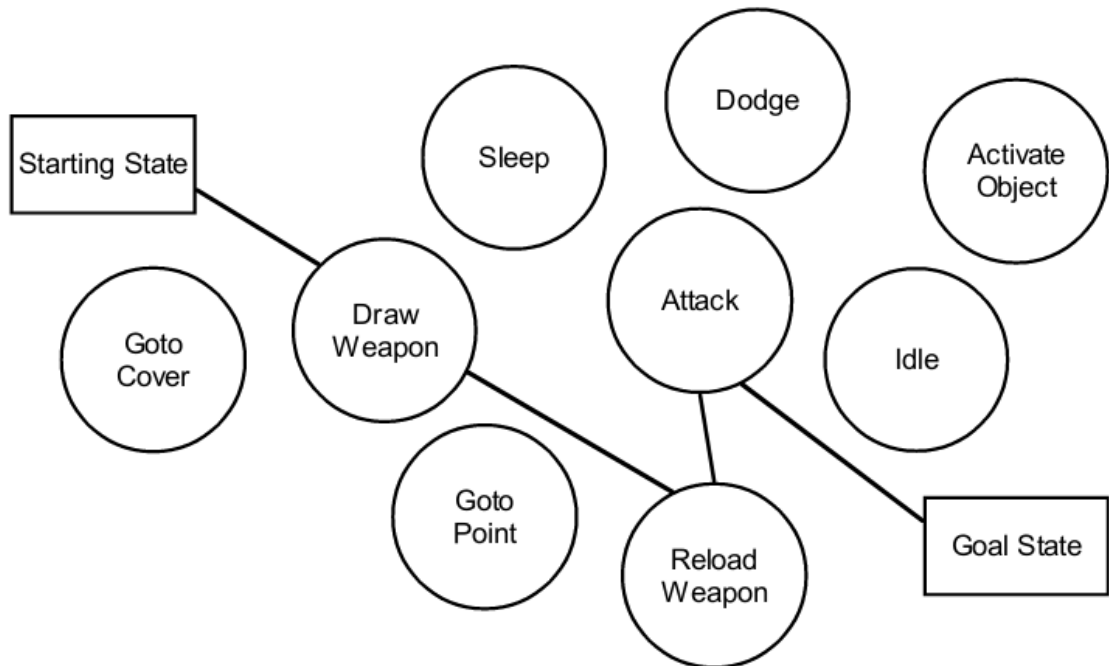 Dodge
Sleep
Activate
Object
Starting State
Attack
Draw
Weapon
Goto
Cover
Idle
Goto
Point
Goal State
Reload
Weapon